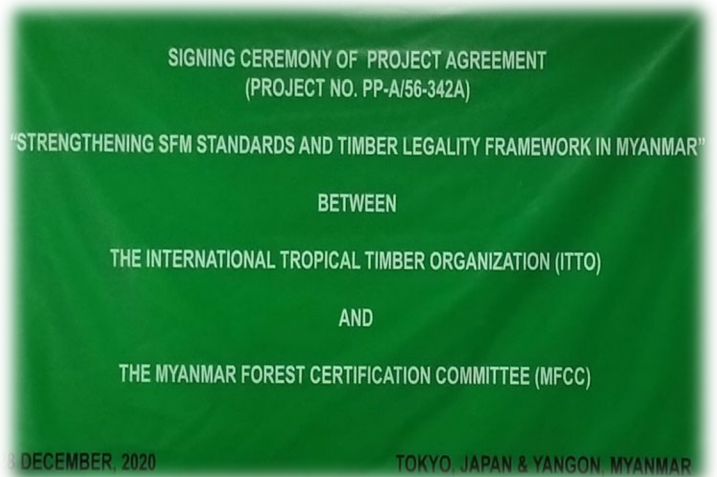 SIGNING CEREMONY OF PROJECT AGREEMENT
(PROJECT NO. PP-A/56-342A)
"STRENGTHENING SFM STANDARDS AND TIMBER LEGALITY FRAMEWORK IN MYANMAR"
BETWEEN
THE INTERNATIONAL TROPICAL TIMBER ORGANIZATION (ITTO)
AND
THE MYANMAR FOREST CERTIFICATION COMMITTEE (MFCC)
DECEMBER, 2020 TOKYO, JAPAN & YANGON, MYANMAR